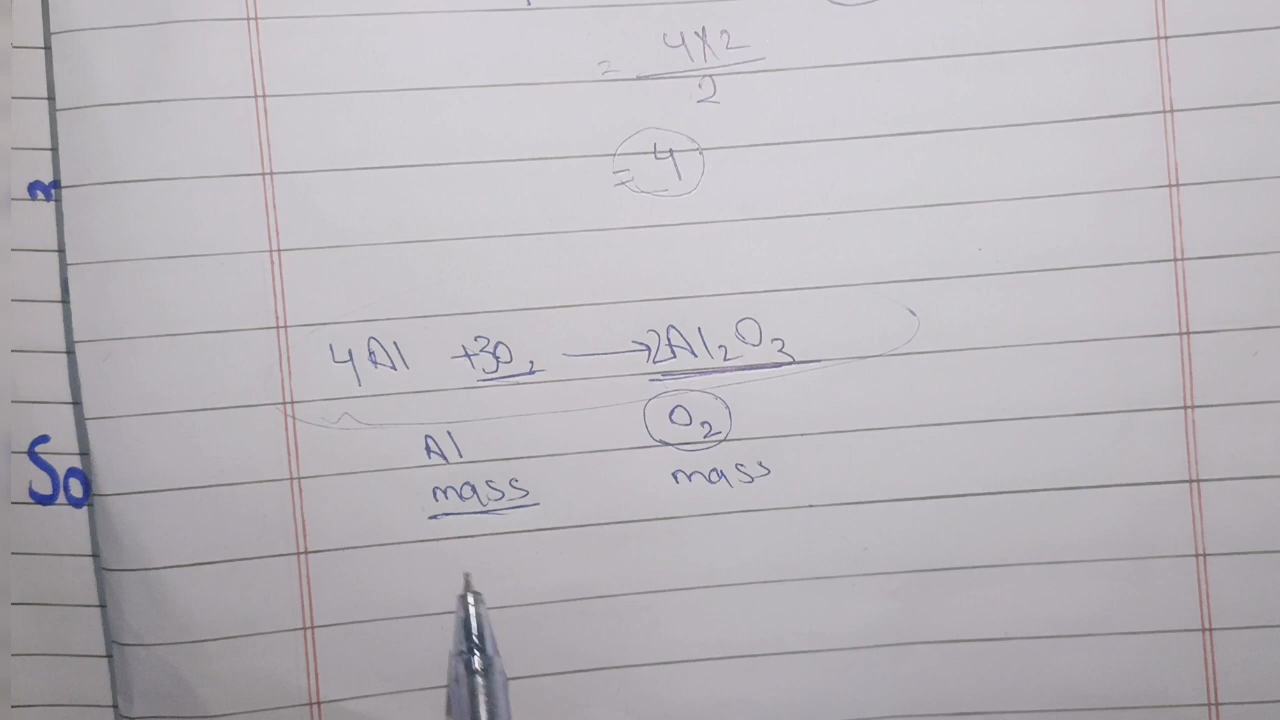 = 4×2
2
= 4
4Al +3O₂ → 2Al₂O₃
Al O₂
mass mass
So